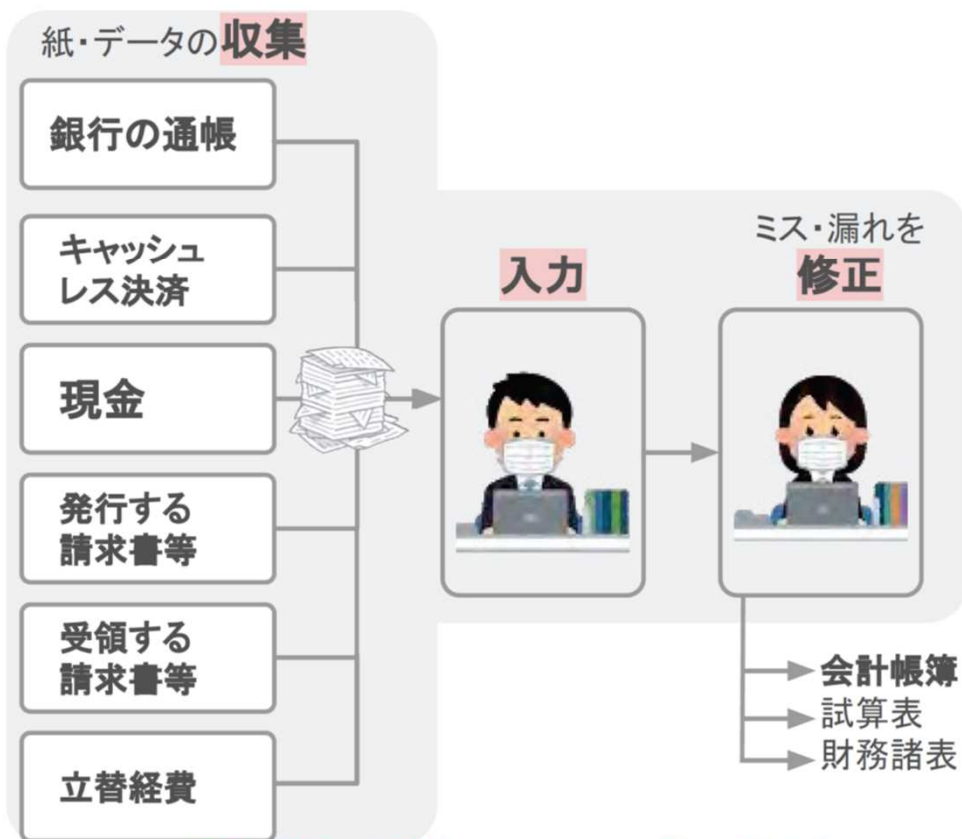 紙・データの収集
銀行の通帳
キャッシュ
レス決済
現金
発行する
請求書等
受領する
請求書等
立替経費
入力
ミス・漏れを
修正
会計帳簿
試算表
財務諸表